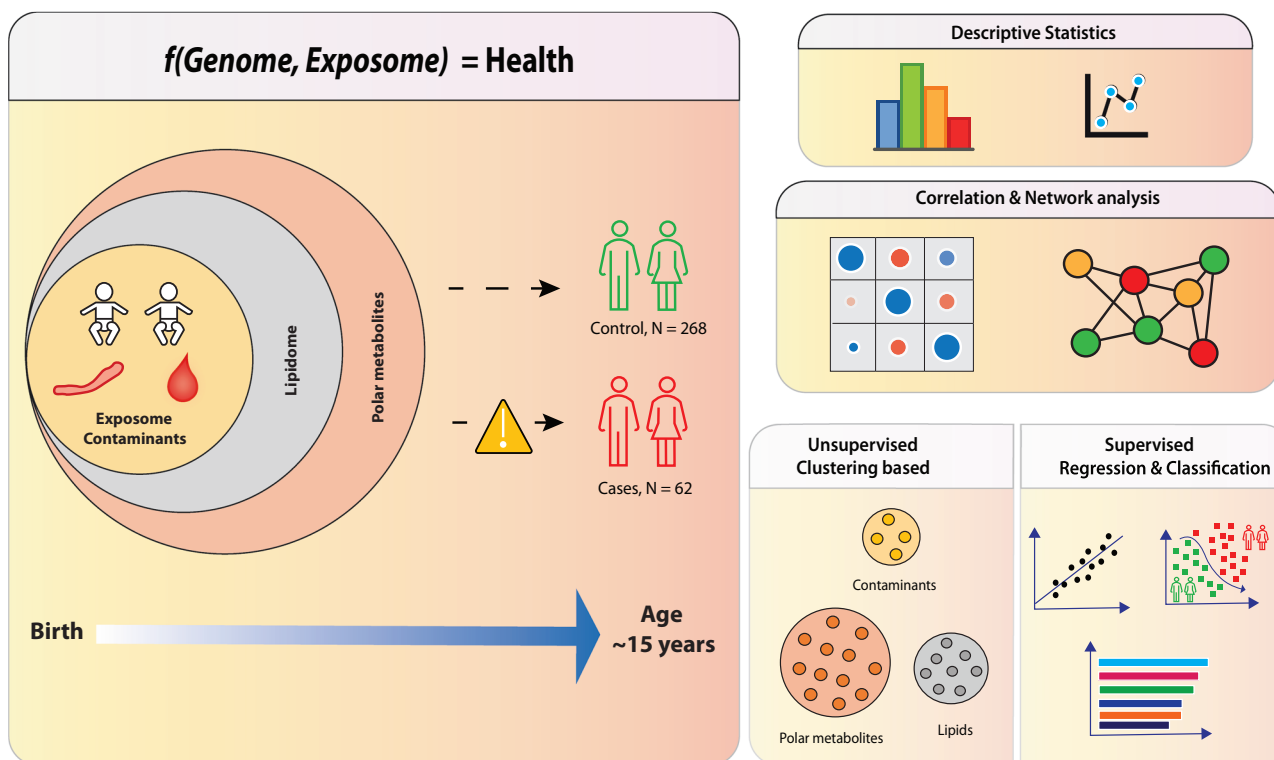 f(Genome, Exposome) = Health
Exposome
Contaminants
Lipidome
Polar metabolites
Control, N = 268
Cases, N = 62
Birth
Age
~15 years
Descriptive Statistics
Correlation & Network analysis
Unsupervised
Clustering based
Contaminants
Polar metabolites
Lipids
Supervised
Regression & Classification